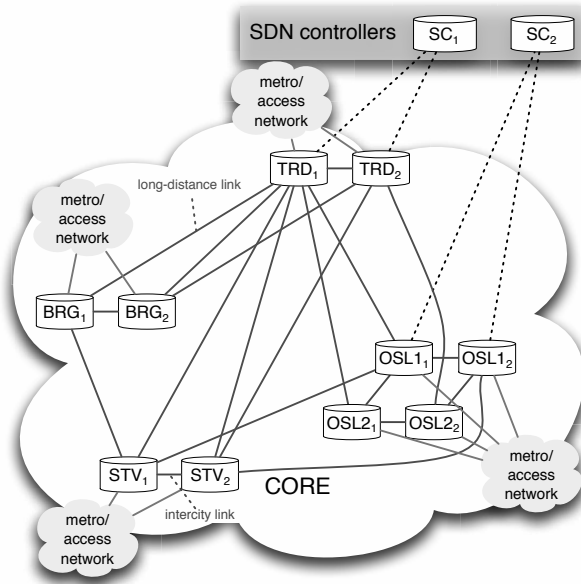 SDN controllers
SC1
SC2
metro/
access
network
TRD1
TRD2
long-distance link
metro/
access
network
BRG1
BRG2
OSL11
OSL12
OSL21
OSL22
STV1
STV2
CORE
intercity link
metro/
access
network
metro/
access
network